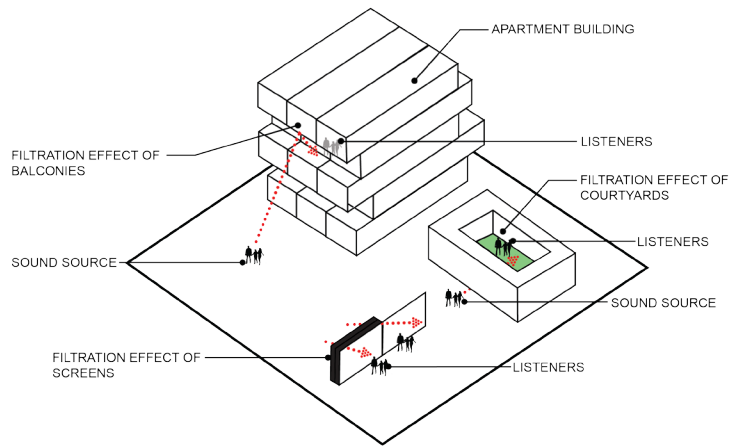 APARTMENT BUILDING
LISTENERS
FILTRATION EFFECT OF
BALCONIES
FILTRATION EFFECT OF
COURTYARDS
LISTENERS
SOUND SOURCE
SOUND SOURCE
FILTRATION EFFECT OF
SCREENS
LISTENERS